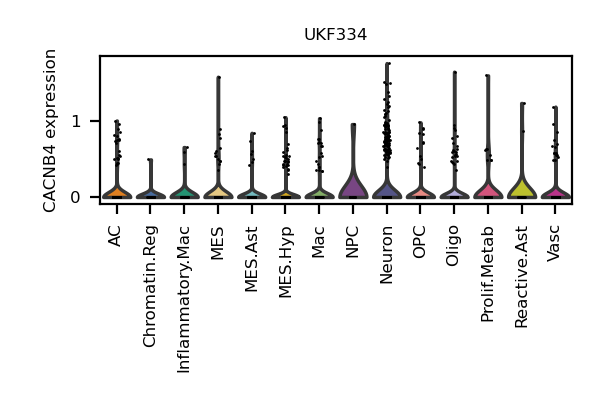 UKF334
CACNB4 expression
1
0
AC
Chromatin.Reg
Inflammatory.Mac
MES
MES.Ast
MES.Hyp
Mac
NPC
Neuron
OPC
Oligo
Prolif.Metab
Reactive.Ast
Vasc